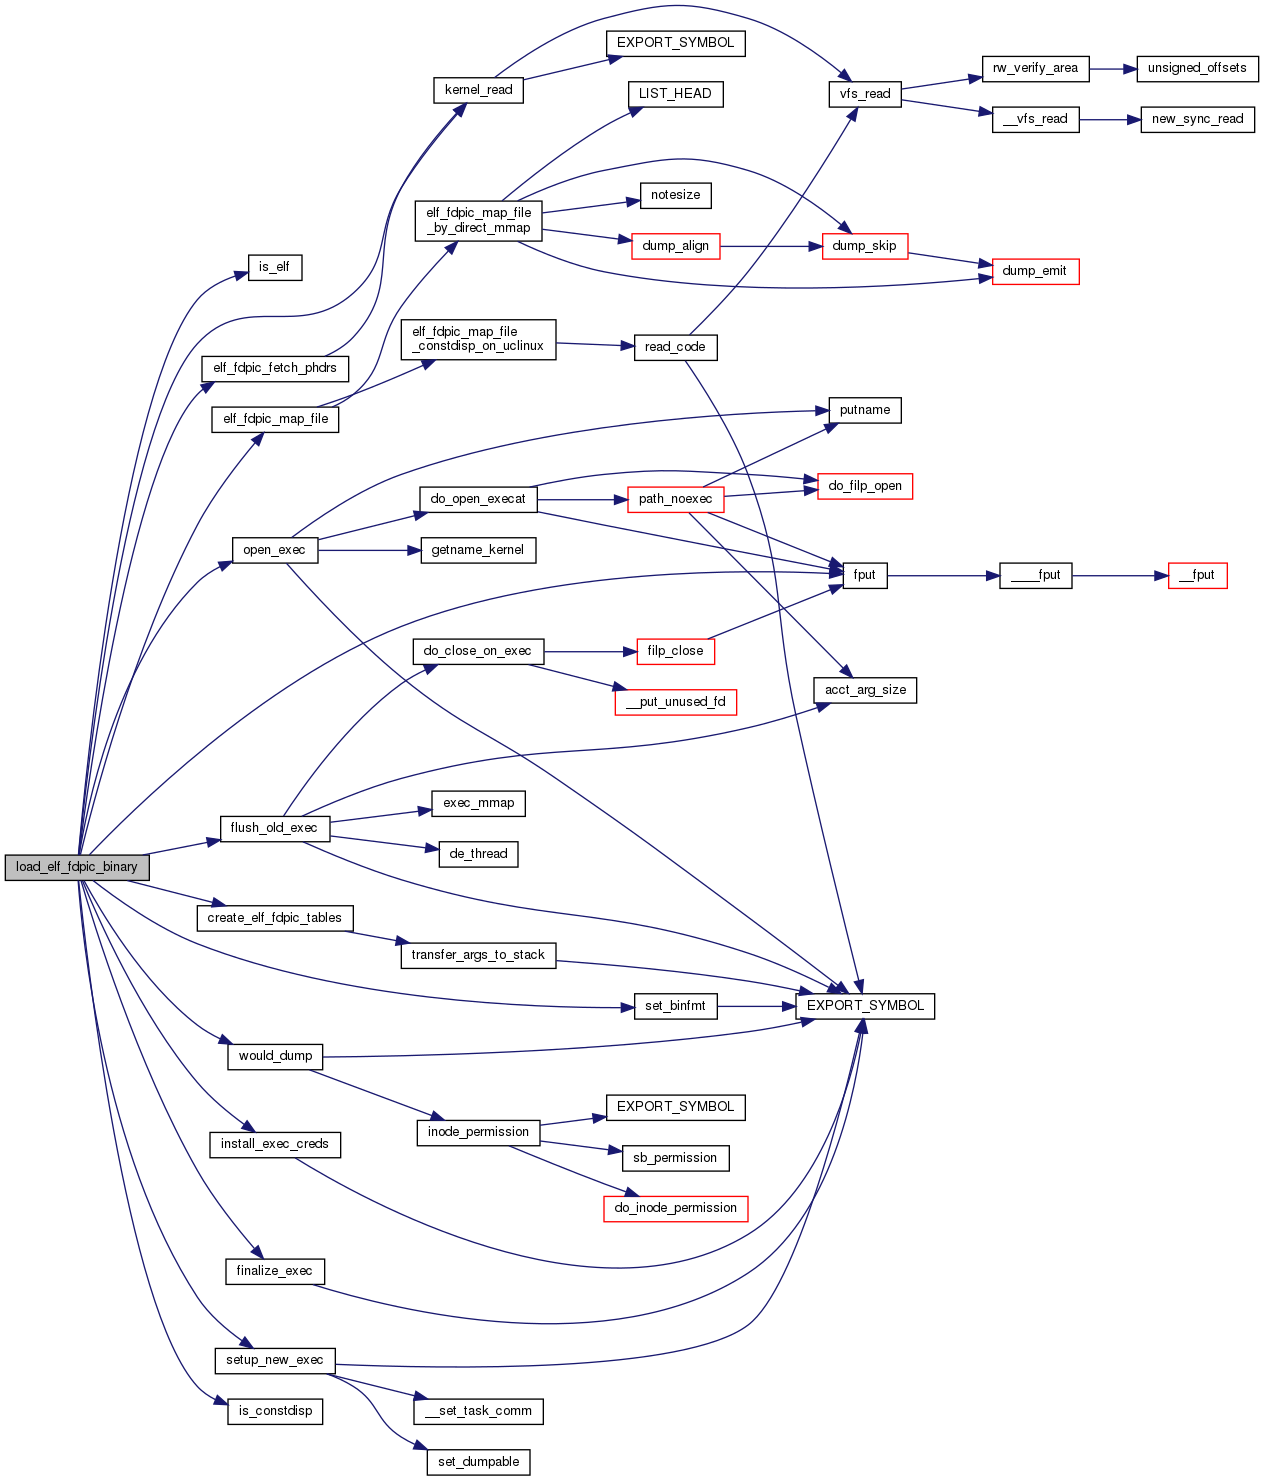 EXPORT_SYMBOL
kernel_read
LIST_HEAD
vfs_read
rw_verify_area
unsigned_offsets
__vfs_read
new_sync_read
elf_fdpic_map_file
_by_direct_mmap
notesize
dump_align
dump_skip
dump_emit
is_elf
elf_fdpic_fetch_phdrs
elf_fdpic_map_file
_constdisp_on_uclinux
read_code
elf_fdpic_map_file
putname
do_open_execat
path_noexec
do_filp_open
open_exec
getname_kernel
fput
____fput
__fput
do_close_on_exec
filp_close
__put_unused_fd
acct_arg_size
exec_mmap
flush_old_exec
de_thread
load_elf_fdpic_binary
create_elf_fdpic_tables
transfer_args_to_stack
set_binfmt
EXPORT_SYMBOL
would_dump
EXPORT_SYMBOL
inode_permission
install_exec_creds
sb_permission
do_inode_permission
finalize_exec
setup_new_exec
is_constdisp
__set_task_comm
set_dumpable